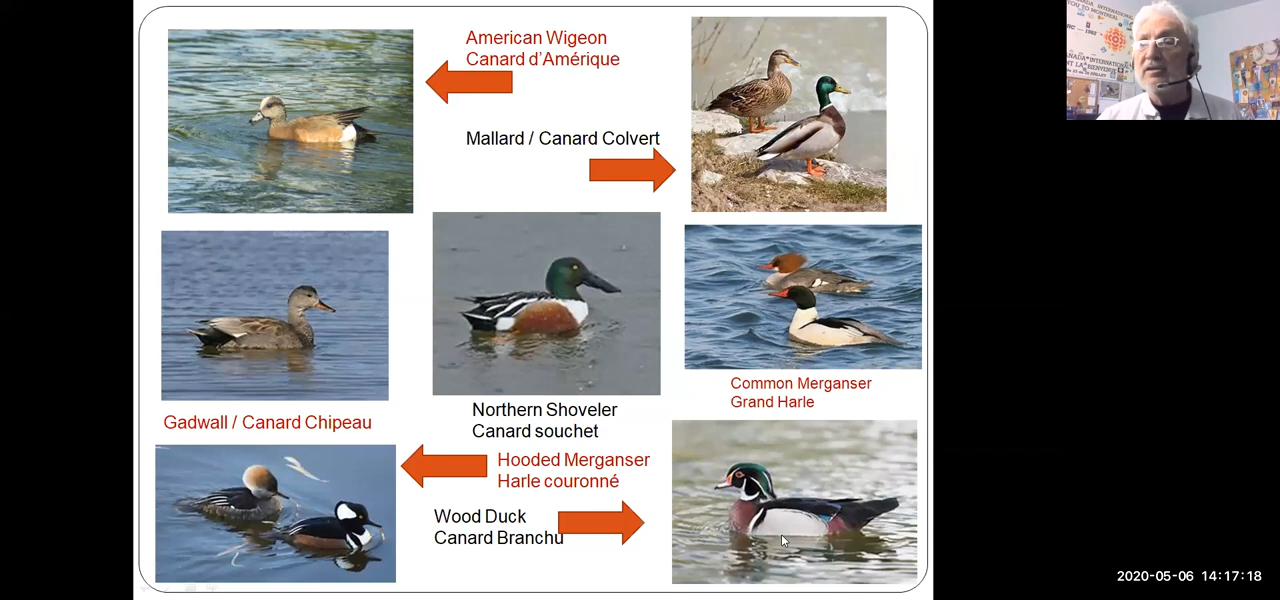 American Wigeon
Canard d'Amérique
Mallard / Canard Colvert
Common Merganser
Grand Harle
Northern Shoveler
Canard souchet
Gadwall / Canard Chipeau
Hooded Merganser
Harle couronné
Wood Duck
Canard Branchu
2020-05-06 14:17:18